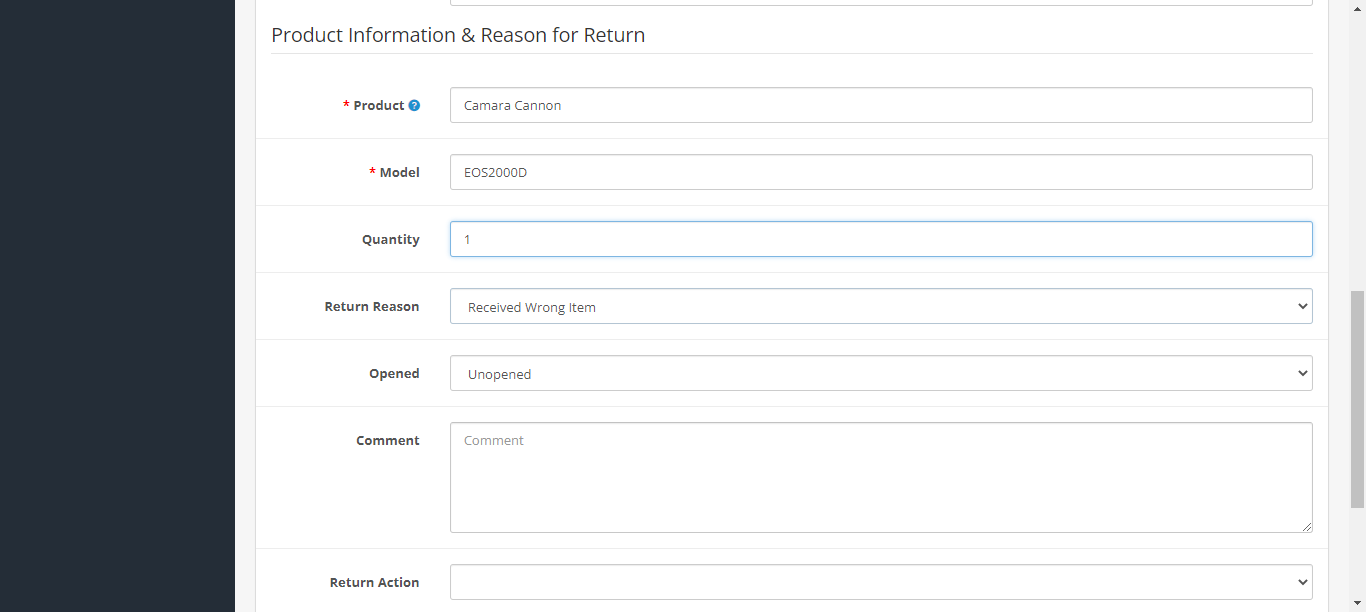 Product Information & Reason for Return
* Product ?
Camara Cannon
* Model
EOS2000D
Quantity
1
Return Reason
Received Wrong Item
Opened
Unopened
Comment
Comment
Return Action